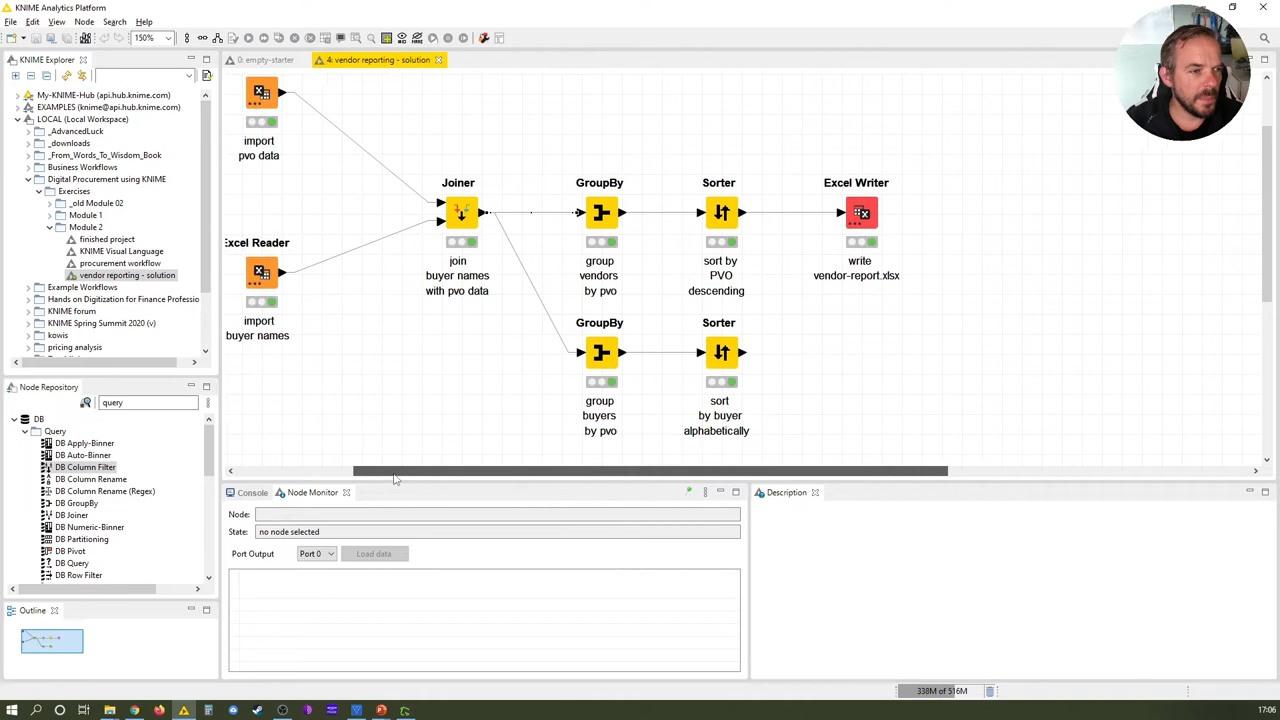 KNIME Analytics Platform
File Edit View Node Search Help
150%
KNIME Explorer
My-KNIME-Hub (api.hub.knime.com)
EXAMPLES (knime@api.hub.knime.com)
LOCAL (Local Workspace)
_AdvancedLuck
_downloads
_From_Words_To_Wisdom_Book
Business Workflows
Digital Procurement using KNIME
Exercises
_old Module 02
Module 1
Module 2
finished project
KNIME Visual Language
procurement workflow
vendor reporting - solution
Example Workflows
Hands on Digitization for Finance Professio
KNIME forum
KNIME Spring Summit 2020 (v)
kowis
pricing analysis
Node Repository
query
DB
Query
DB Apply-Binner
DB Auto-Binner
DB Column Filter
DB Column Rename
DB Column Rename (Regex)
DB GroupBy
DB Joiner
DB Numeric-Binner
DB Partitioning
DB Pivot
DB Query
DB Row Filter
Outline
0: empty-starter
4: vendor reporting - solution
import
pvo data
Excel Reader
import
buyer names
Joiner
join
buyer names
with pvo data
GroupBy
group
vendors
by pvo
Sorter
sort by
PVO
descending
Excel Writer
write
vendor-report.xlsx
GroupBy
group
buyers
by pvo
Sorter
sort
by buyer
alphabetically
Console
Node Monitor
Node:
State: no node selected
Port Output Port 0 Load data
Description
338M of 516M
17:06